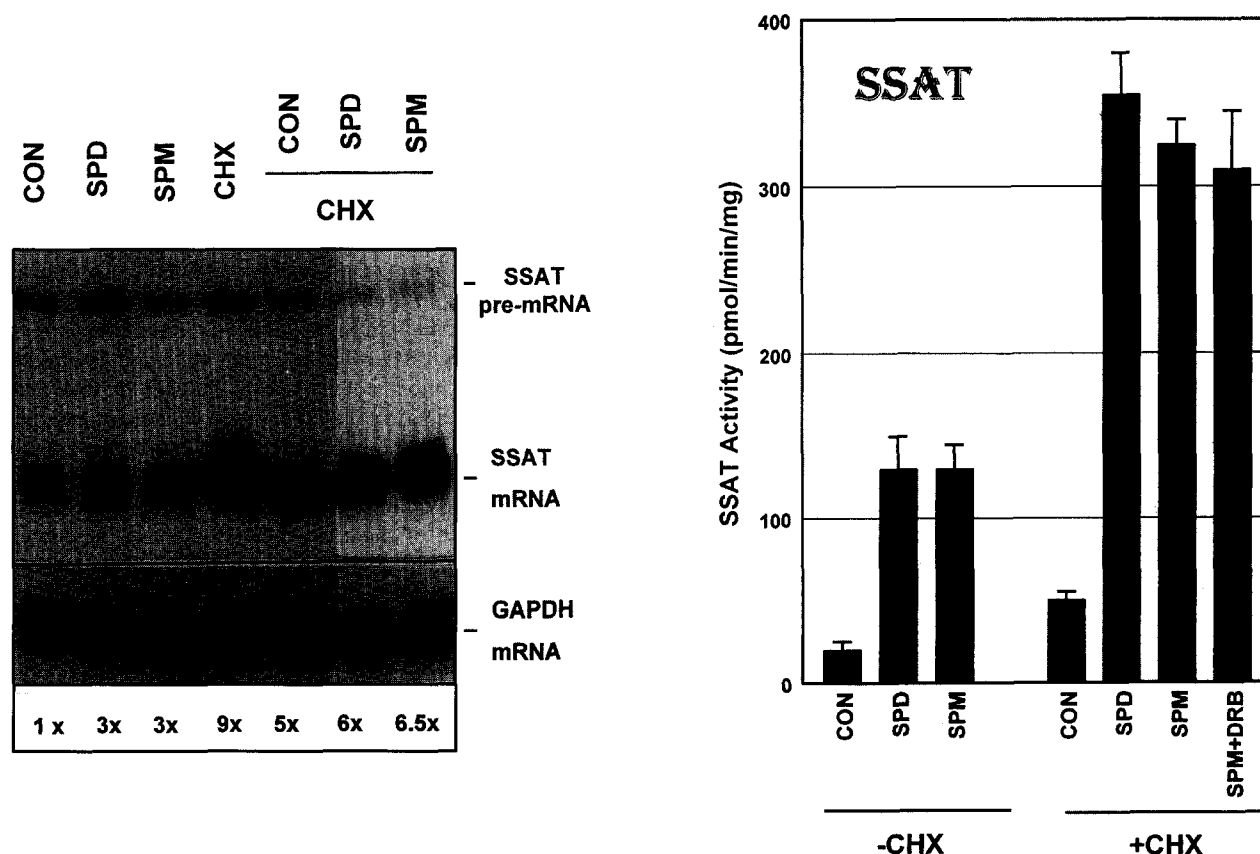 CON SPD SPM CHX CON SPD SPM
CHX
SSAT
pre-mRNA
SSAT
mRNA
GAPDH
mRNA
1 x 3x 3x 9x 5x 6x 6.5x
SSAT
SSAT Activity (pmol/min/mg)
400
300
200
100
0
CON SPD SPM CON SPD SPM SPM+DRB
-CHX +CHX